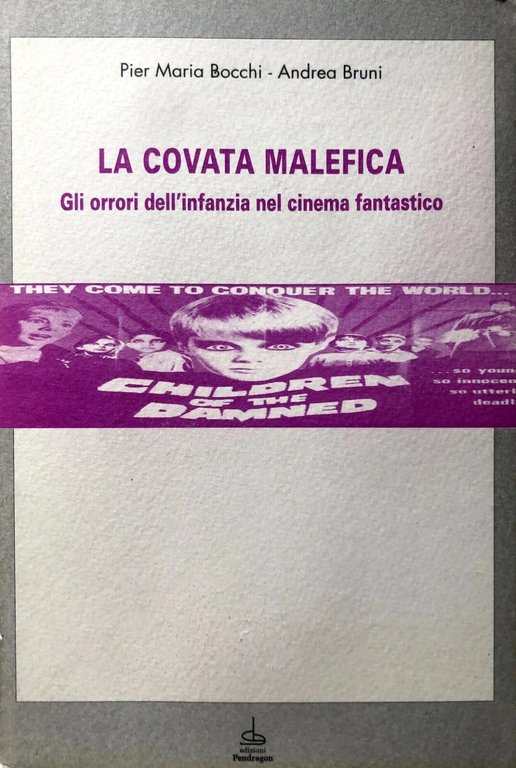 Pier Maria Bocchi - Andrea Bruni
LA COVATA MALEFICA
Gli orrori dell'infanzia nel cinema fantastico
THEY COME TO CONQUER THE WORLD...
...so young
so innocent
so utterly
deadly
CHILDREN
OF THE
DAMNED
edizioni
Pendragon